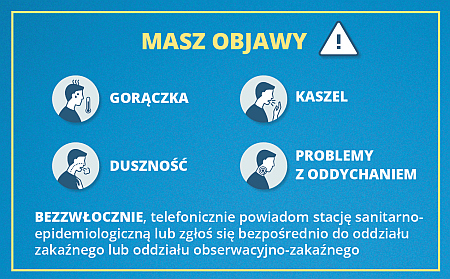 MASZ OBJAWY
GORĄCZKA
KASZEL
DUSZNOŚĆ
PROBLEMY
Z ODDYCHANIEM
BEZZWŁOCZNIE, telefonicznie powiadom stację sanitarno-
epidemiologiczną lub zgłoś się bezpośrednio do oddziału
zakaźnego lub oddziału obserwacyjno-zakaźnego